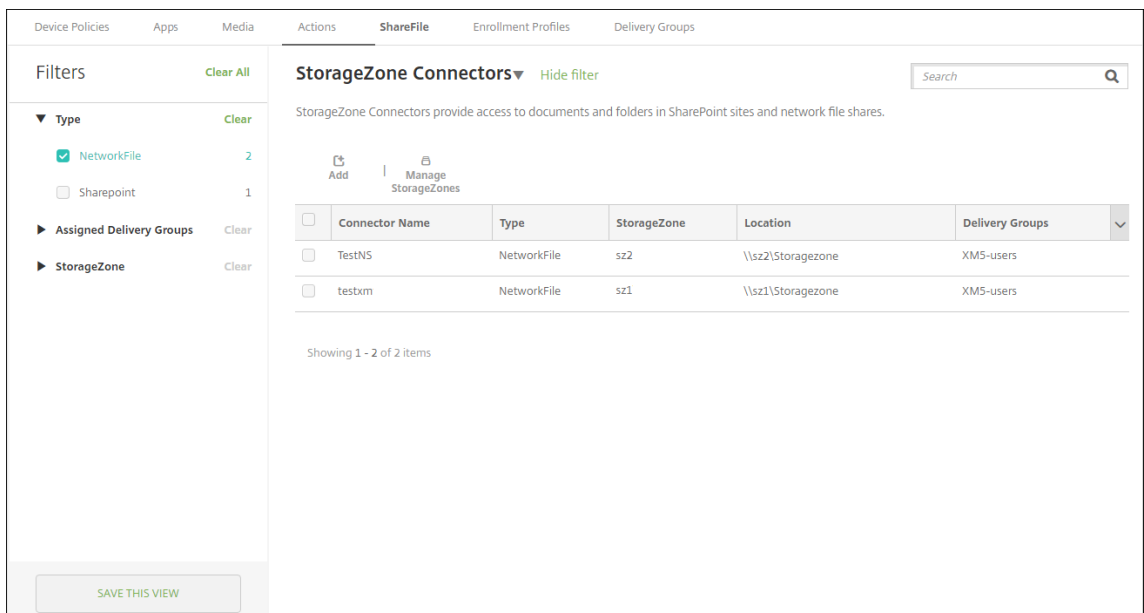 Device Policies Apps Media Actions ShareFile Enrollment Profiles Delivery Groups
Filters Clear All
Type Clear
NetworkFile 2
Sharepoint 1
Assigned Delivery Groups Clear
StorageZone Clear
SAVE THIS VIEW
StorageZone Connectors Hide filter
Search
StorageZone Connectors provide access to documents and folders in SharePoint sites and network file shares.
Add | Manage
StorageZones
Connector Name Type StorageZone Location Delivery Groups
TestNS NetworkFile sz2 \\sz2\Storagezone XM5-users
testxm NetworkFile sz1 \\sz1\Storagezone XM5-users
Showing 1 - 2 of 2 items